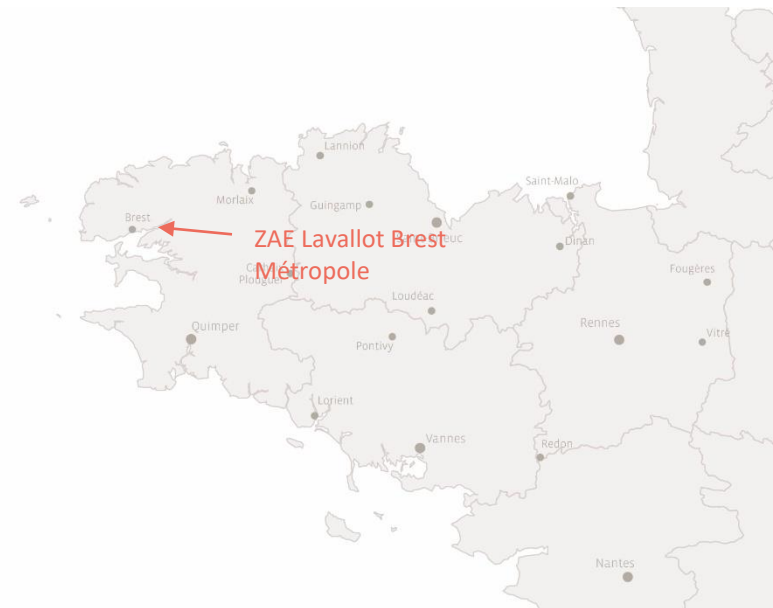 Lannion
Saint-Malo
Morlaix
Guingamp
Brest
ZAE Lavallot Brest
Métropole
Dinan
Plouguer
Fougères
Loudéac
Rennes
Quimper
Vitré
Pontivy
Lorient
Vannes
Redon
Nantes